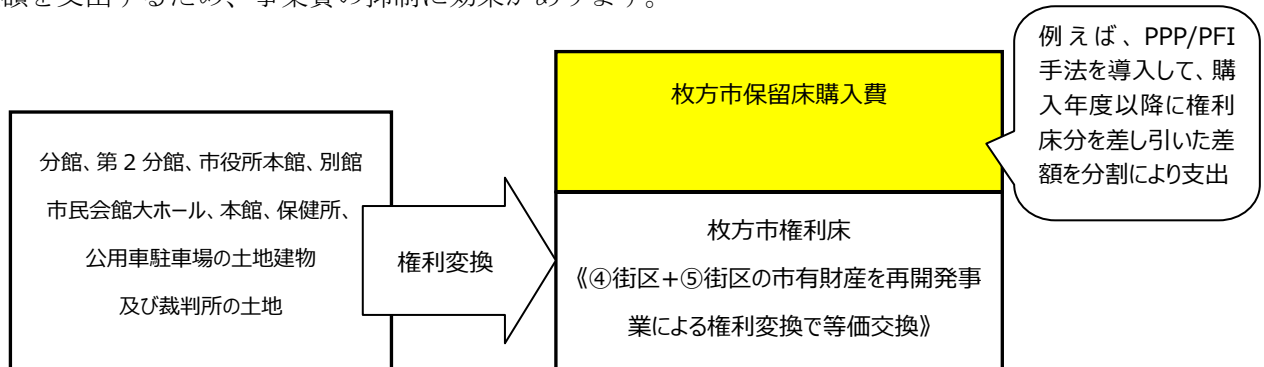 額を支出するため、事業費の抑制に効果があります。
分館、第2分館、市役所本館、別館
市民会館大ホール、本館、保健所、
公用車駐車場の土地建物
及び裁判所の土地
権利変換
枚方市保留床購入費
枚方市権利床
《④街区+⑤街区の市有財産を再開発事
業による権利変換で等価交換》
例えば、PPP/PFI
手法を導入して、購
入年度以降に権利
床分を差し引いた差
額を分割により支出